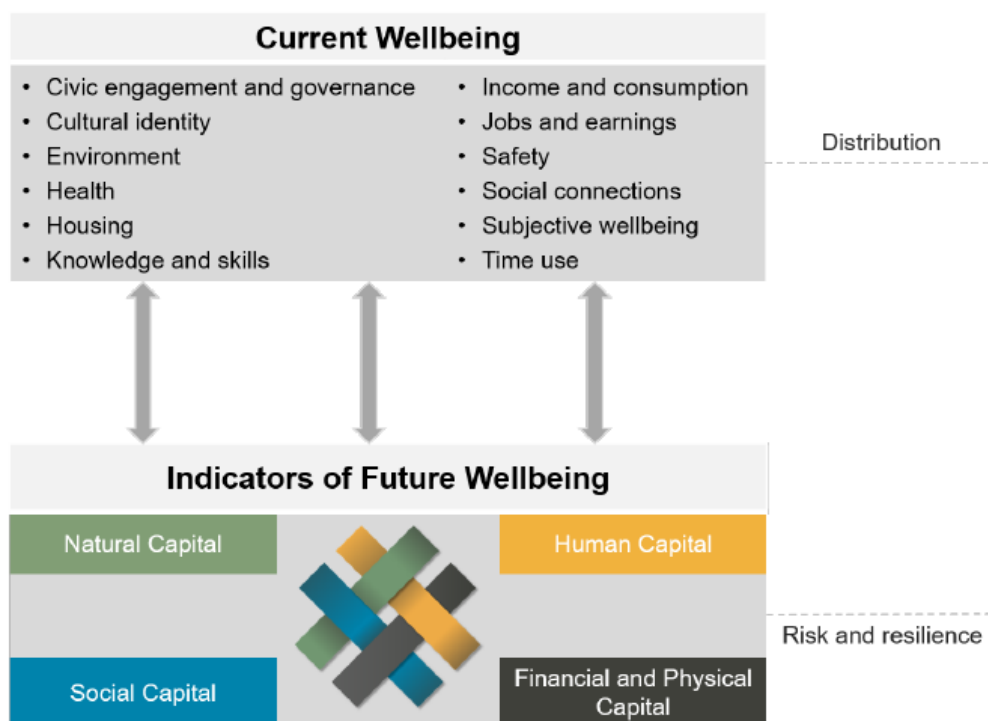 Current Wellbeing
• Civic engagement and governance
• Cultural identity
• Environment
• Health
• Housing
• Knowledge and skills
• Income and consumption
• Jobs and earnings
• Safety
• Social connections
• Subjective wellbeing
• Time use
Distribution
Indicators of Future Wellbeing
Natural Capital
Human Capital
Social Capital
Financial and Physical
Capital
Risk and resilience